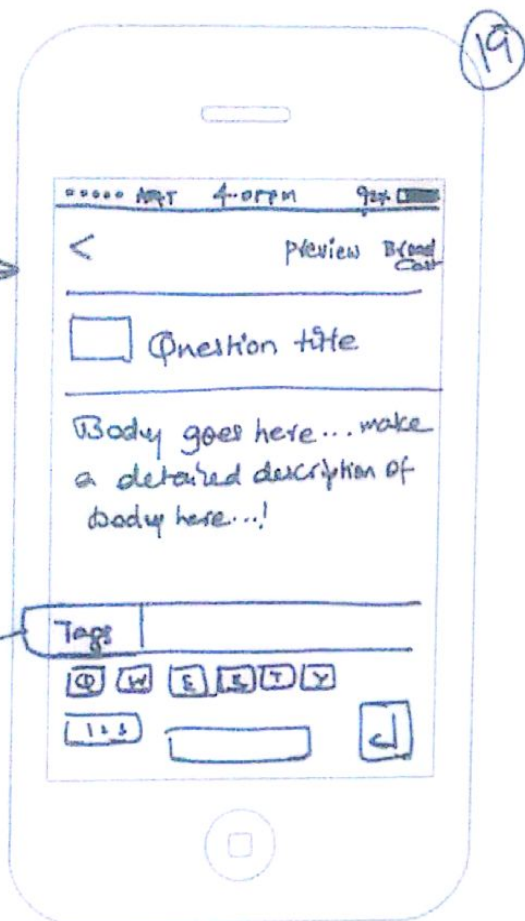 19
AT&T 4:07PM 92%
< Preview Broad
Cast
Question title
Body goes here... make
a detailed description of
body here...!
Tags
Q W E R T Y
123